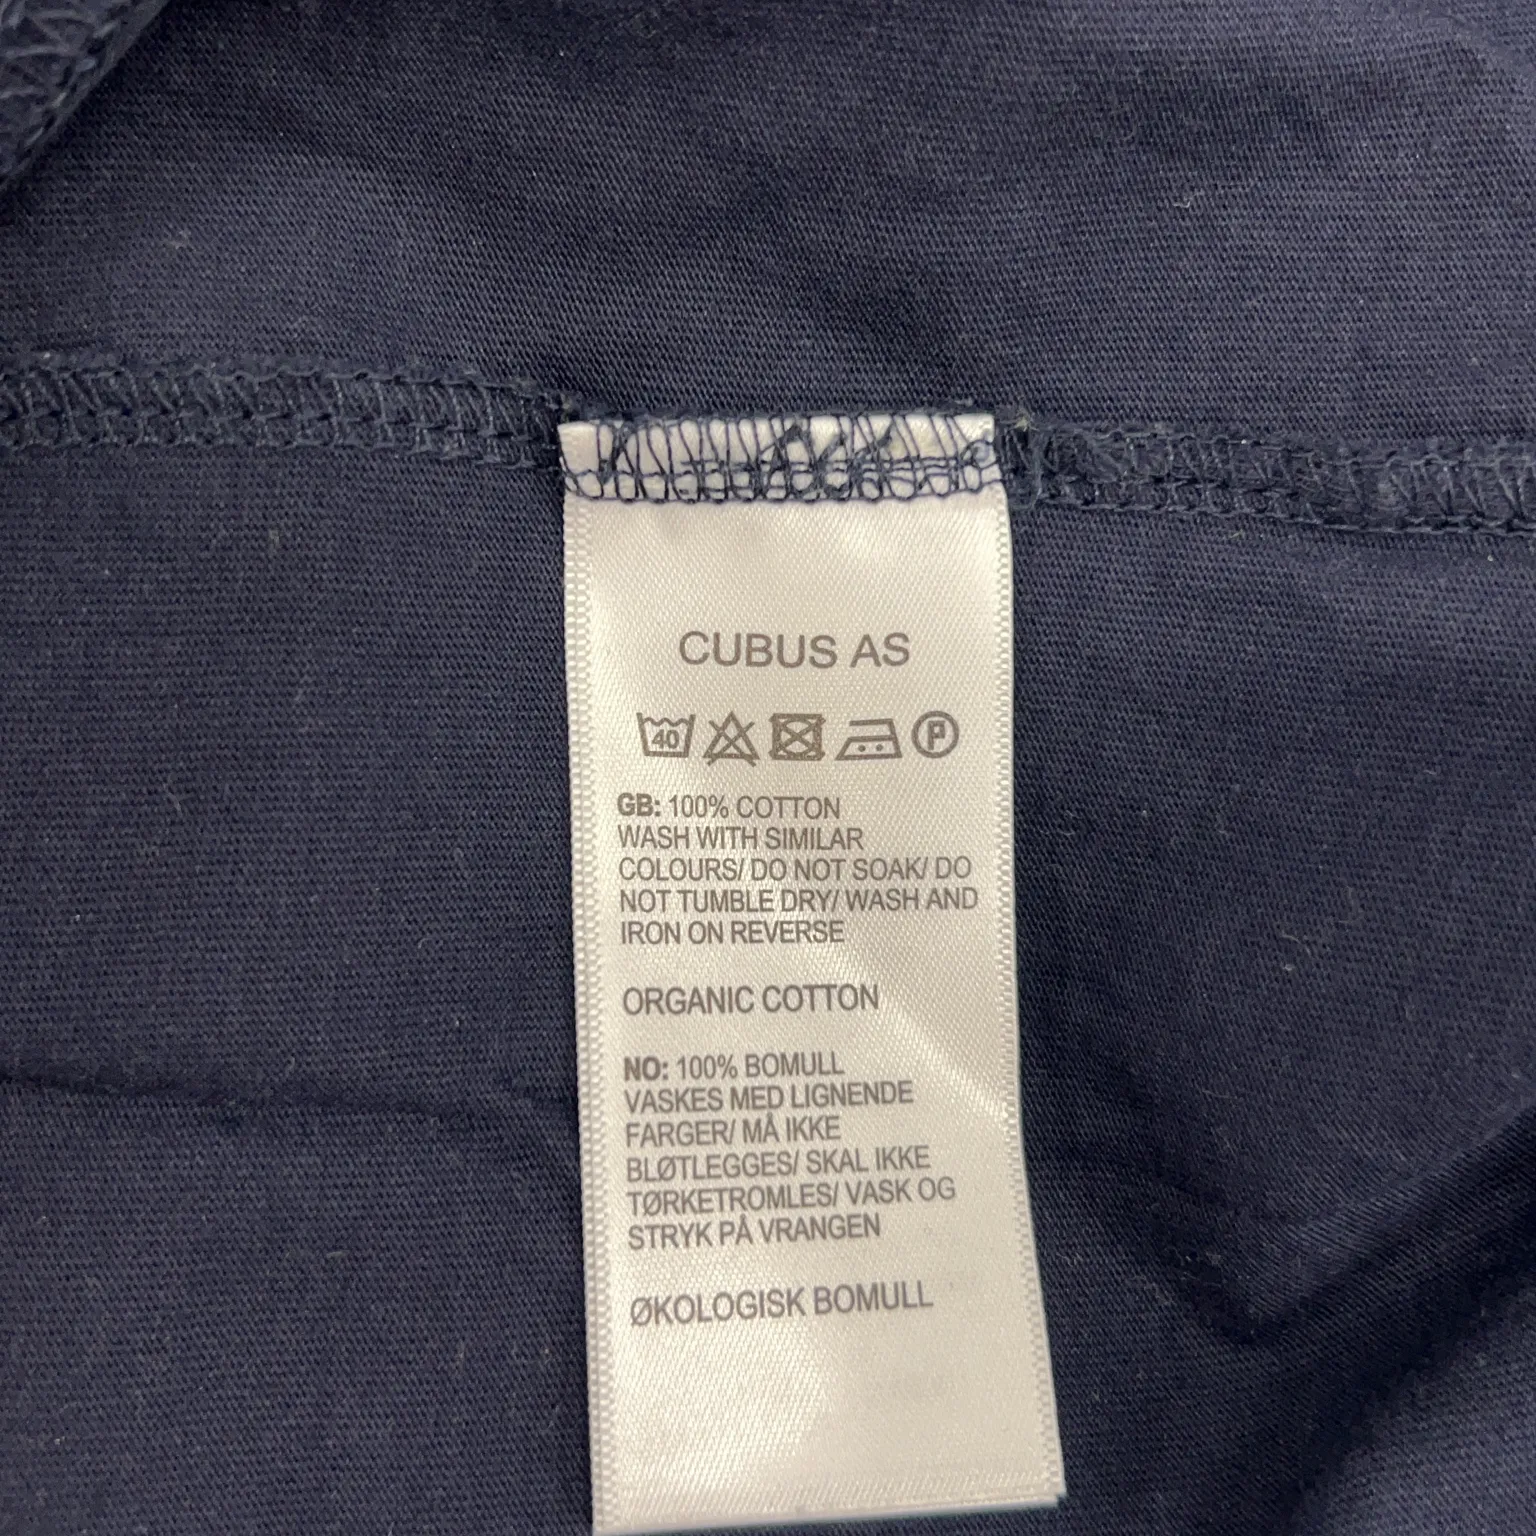 CUBUS AS
40 P
GB: 100% COTTON
WASH WITH SIMILAR
COLOURS/ DO NOT SOAK/ DO
NOT TUMBLE DRY/ WASH AND
IRON ON REVERSE
ORGANIC COTTON
NO: 100% BOMULL
VASKES MED LIGNENDE
FARGER/ MÅ IKKE
BLØTLEGGES/ SKAL IKKE
TØRKETROMLES/ VASK OG
STRYK PÅ VRANGEN
ØKOLOGISK BOMULL